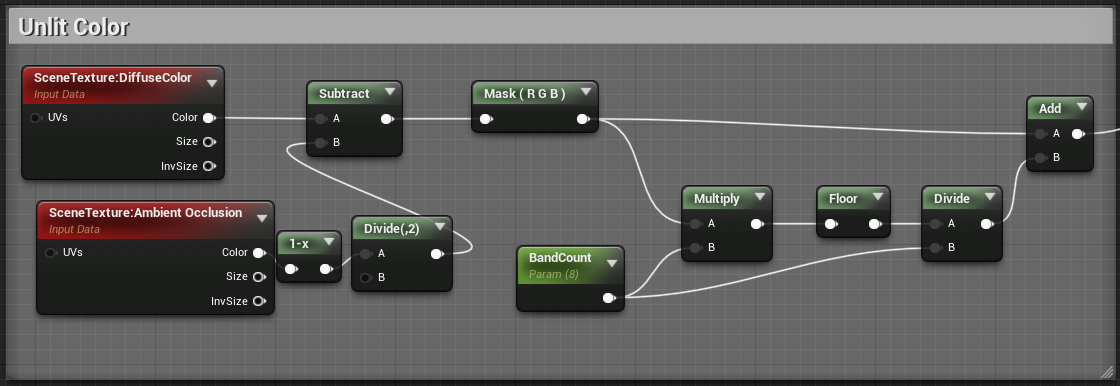 Unlit Color
SceneTexture:DiffuseColor
Input Data
UVs
Color
Size
InvSize
Subtract
A
B
Mask ( R G B )
Add
A
B
SceneTexture:Ambient Occlusion
Input Data
UVs
Color
Size
InvSize
1-x
Divide(,2)
A
B
Multiply
A
B
Floor
Divide
A
B
BandCount
Param (8)